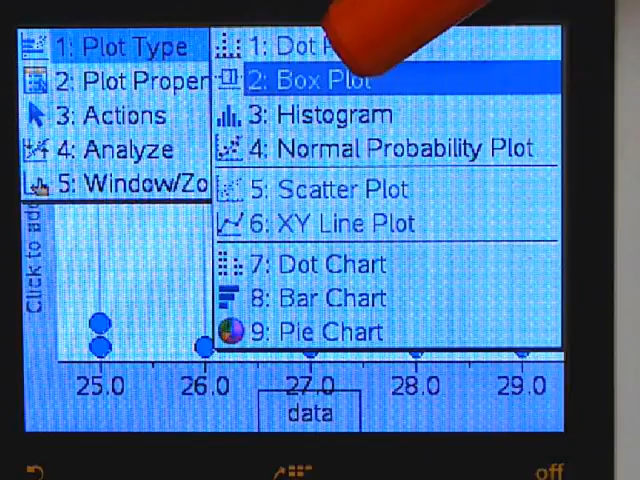 1: Plot Type
2: Plot Proper
3: Actions
4: Analyze
5: Window/Zo
1: Dot P
2: Box Plot
3: Histogram
4: Normal Probability Plot
5: Scatter Plot
6: XY Line Plot
7: Dot Chart
8: Bar Chart
9: Pie Chart
Click to add
25.0 26.0 27.0 28.0 29.0
data
off